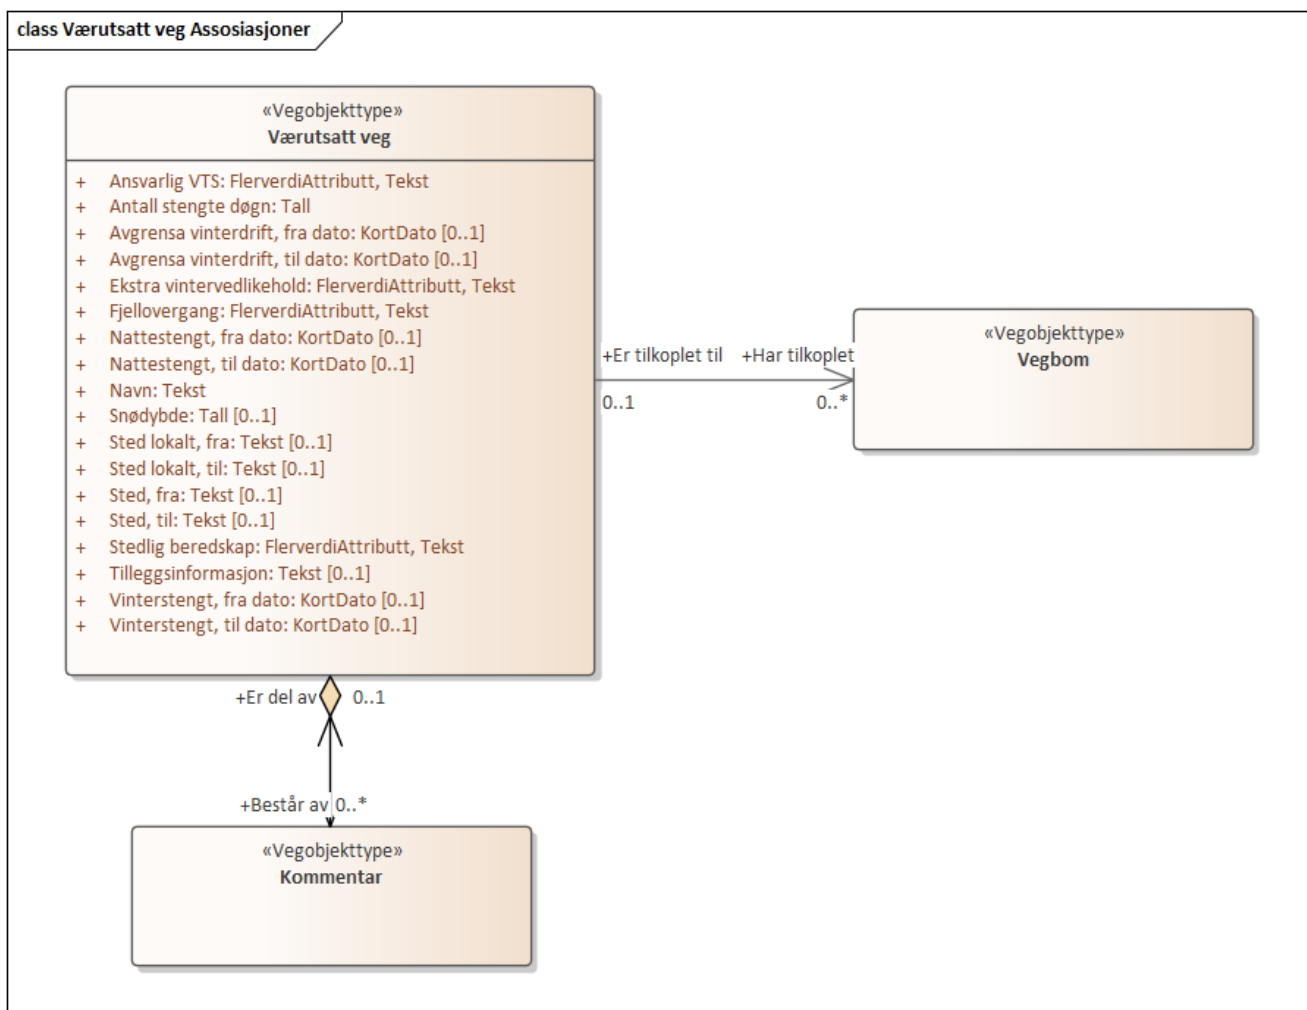 class Værutsatt veg Assosiasjoner
«Vegobjekttype»
Værutsatt veg
+ Ansvarlig VTS: FlerverdiAttributt, Tekst
+ Antall stengte døgn: Tall
+ Avgrensa vinterdrift, fra dato: KortDato [0..1]
+ Avgrensa vinterdrift, til dato: KortDato [0..1]
+ Ekstra vintervedlikehold: FlerverdiAttributt, Tekst
+ Fjellovergang: FlerverdiAttributt, Tekst
+ Nattestengt, fra dato: KortDato [0..1]
+ Nattestengt, til dato: KortDato [0..1]
+ Navn: Tekst
+ Snødybde: Tall [0..1]
+ Sted lokalt, fra: Tekst [0..1]
+ Sted lokalt, til: Tekst [0..1]
+ Sted, fra: Tekst [0..1]
+ Sted, til: Tekst [0..1]
+ Stedlig beredskap: FlerverdiAttributt, Tekst
+ Tilleggsinformasjon: Tekst [0..1]
+ Vinterstengt, fra dato: KortDato [0..1]
+ Vinterstengt, til dato: KortDato [0..1]
+Er tilkoplet til +Har tilkoplet
0..1 0..*
«Vegobjekttype»
Vegbom
+Er del av 0..1
+Består av 0..*
«Vegobjekttype»
Kommentar